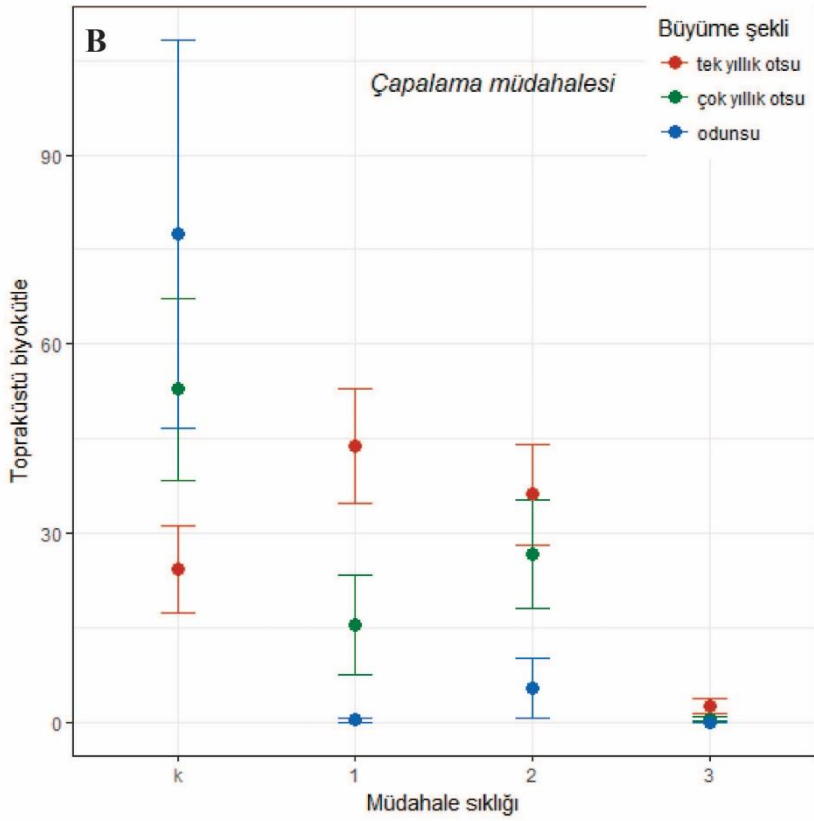 B
Çapalama müdahalesi
Büyüme şekli
tek yıllık otsu
çok yıllık otsu
odunsu
Topraküstü biyokütle
90
60
30
0
k 1 2 3
Müdahale sıklığı